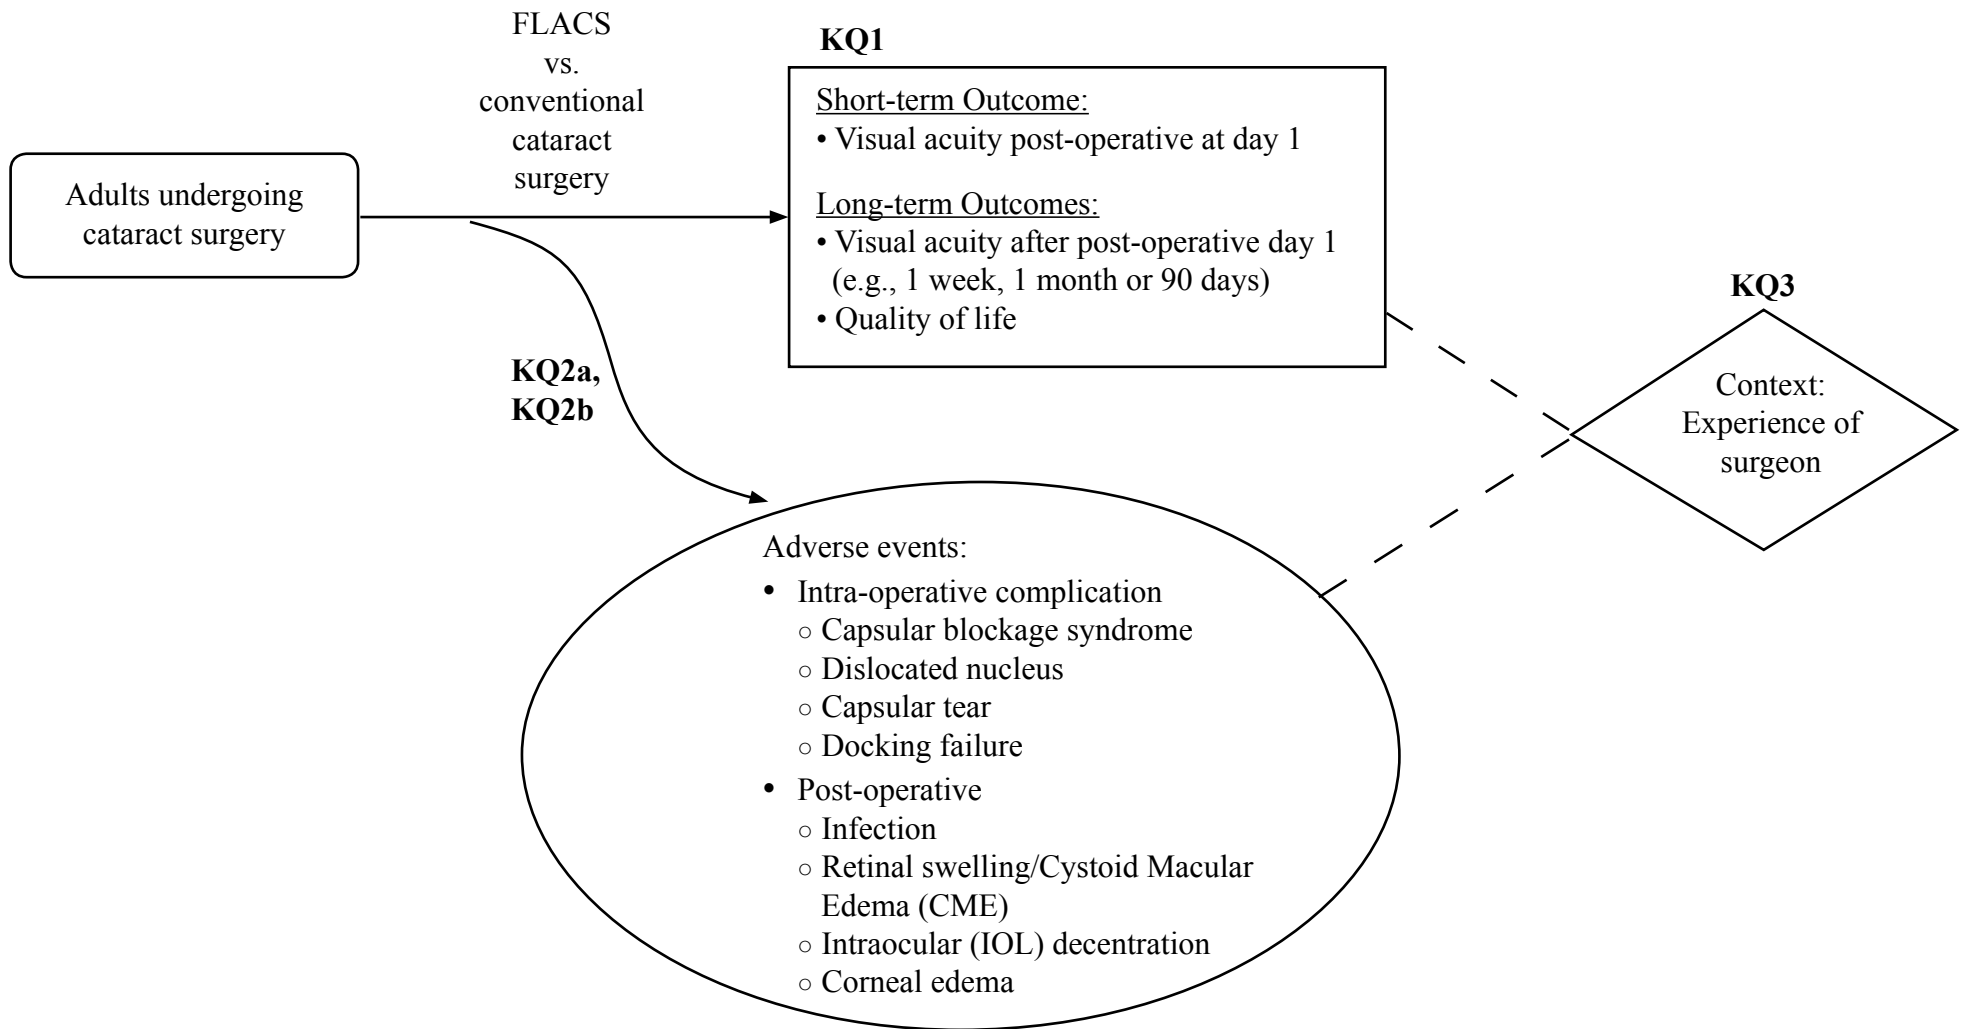 FLACS
vs.
conventional
cataract
surgery
Adults undergoing
cataract surgery
KQ1
Short-term Outcome:
• Visual acuity post-operative at day 1
Long-term Outcomes:
• Visual acuity after post-operative day 1
(e.g., 1 week, 1 month or 90 days)
• Quality of life
KQ2a,
KQ2b
KQ3
Context:
Experience of
surgeon
Adverse events:
• Intra-operative complication
○ Capsular blockage syndrome
○ Dislocated nucleus
○ Capsular tear
○ Docking failure
• Post-operative
○ Infection
○ Retinal swelling/Cystoid Macular
Edema (CME)
○ Intraocular (IOL) decentration
○ Corneal edema